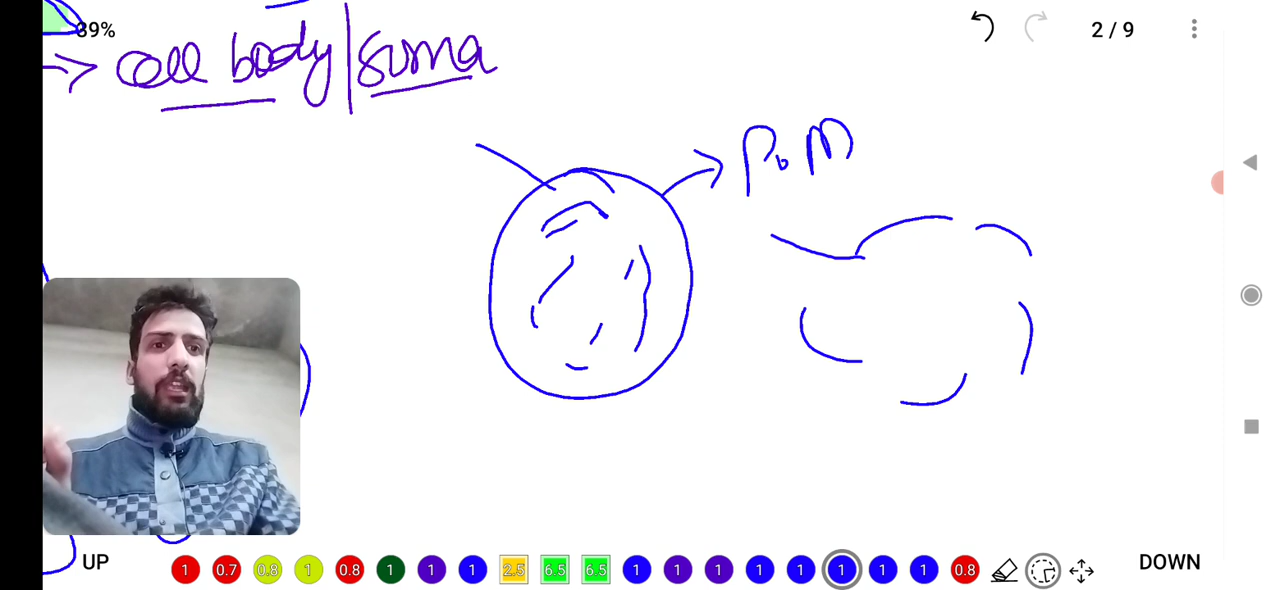 39%
2 / 9
cell body | soma
P.M
UP
1 0.7 0.8 1 0.8 1 1 1 2.5 6.5 6.5 1 1 1 1 1 1 1 1 0.8
DOWN